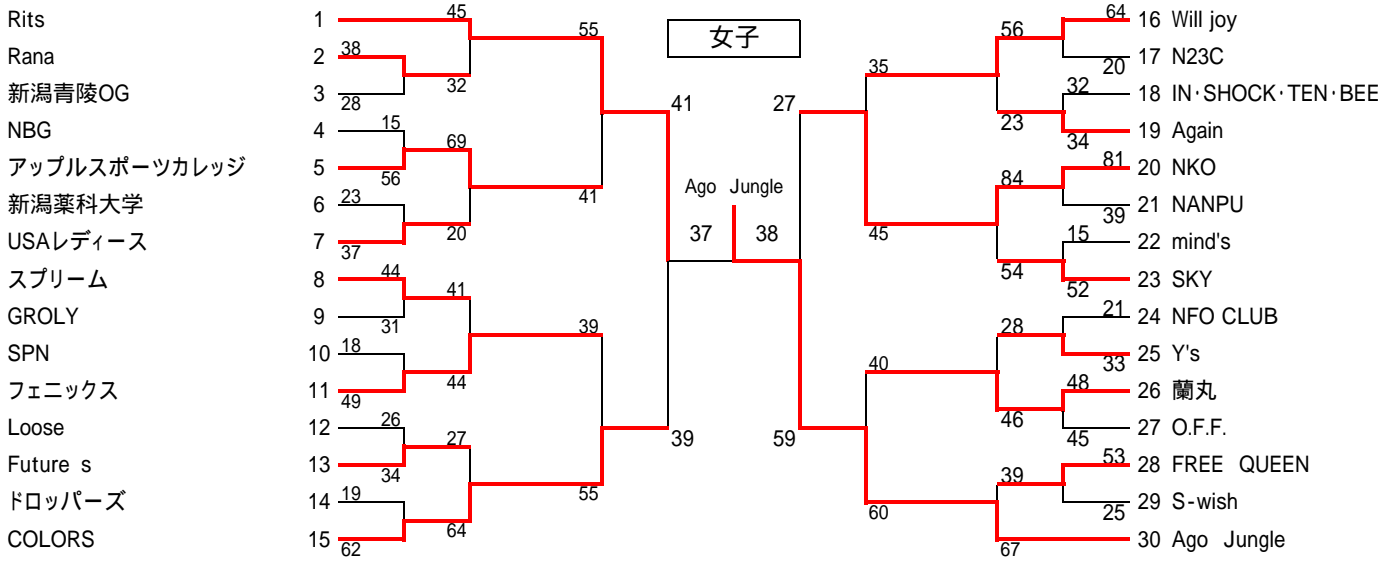 女子
Rits 1 45 55
Rana 2 38
新潟青陵OG 3 28 32
NBG 4 15 41
アップルスポーツカレッジ 5 56 69
新潟薬科大学 6 23 41
USAレディース 7 37 20
スプリーム 8 44
GROLY 9 31 41
SPN 10 18 39
フェニックス 11 49 44
Loose 12 26 39
Future s 13 34 27
ドロッパーズ 14 19 55
COLORS 15 62 64
Ago Jungle
37 38
56 64 16 Will joy
35 20 17 N23C
27 23 32 18 IN・SHOCK・TEN・BEE
34 19 Again
84 81 20 NKO
39 21 NANPU
45 15 22 mind's
54 52 23 SKY
28 21 24 NFO CLUB
40 33 25 Y's
48 26 蘭丸
59 46 45 27 O.F.F.
39 53 28 FREE QUEEN
60 25 29 S-wish
67 30 Ago Jungle